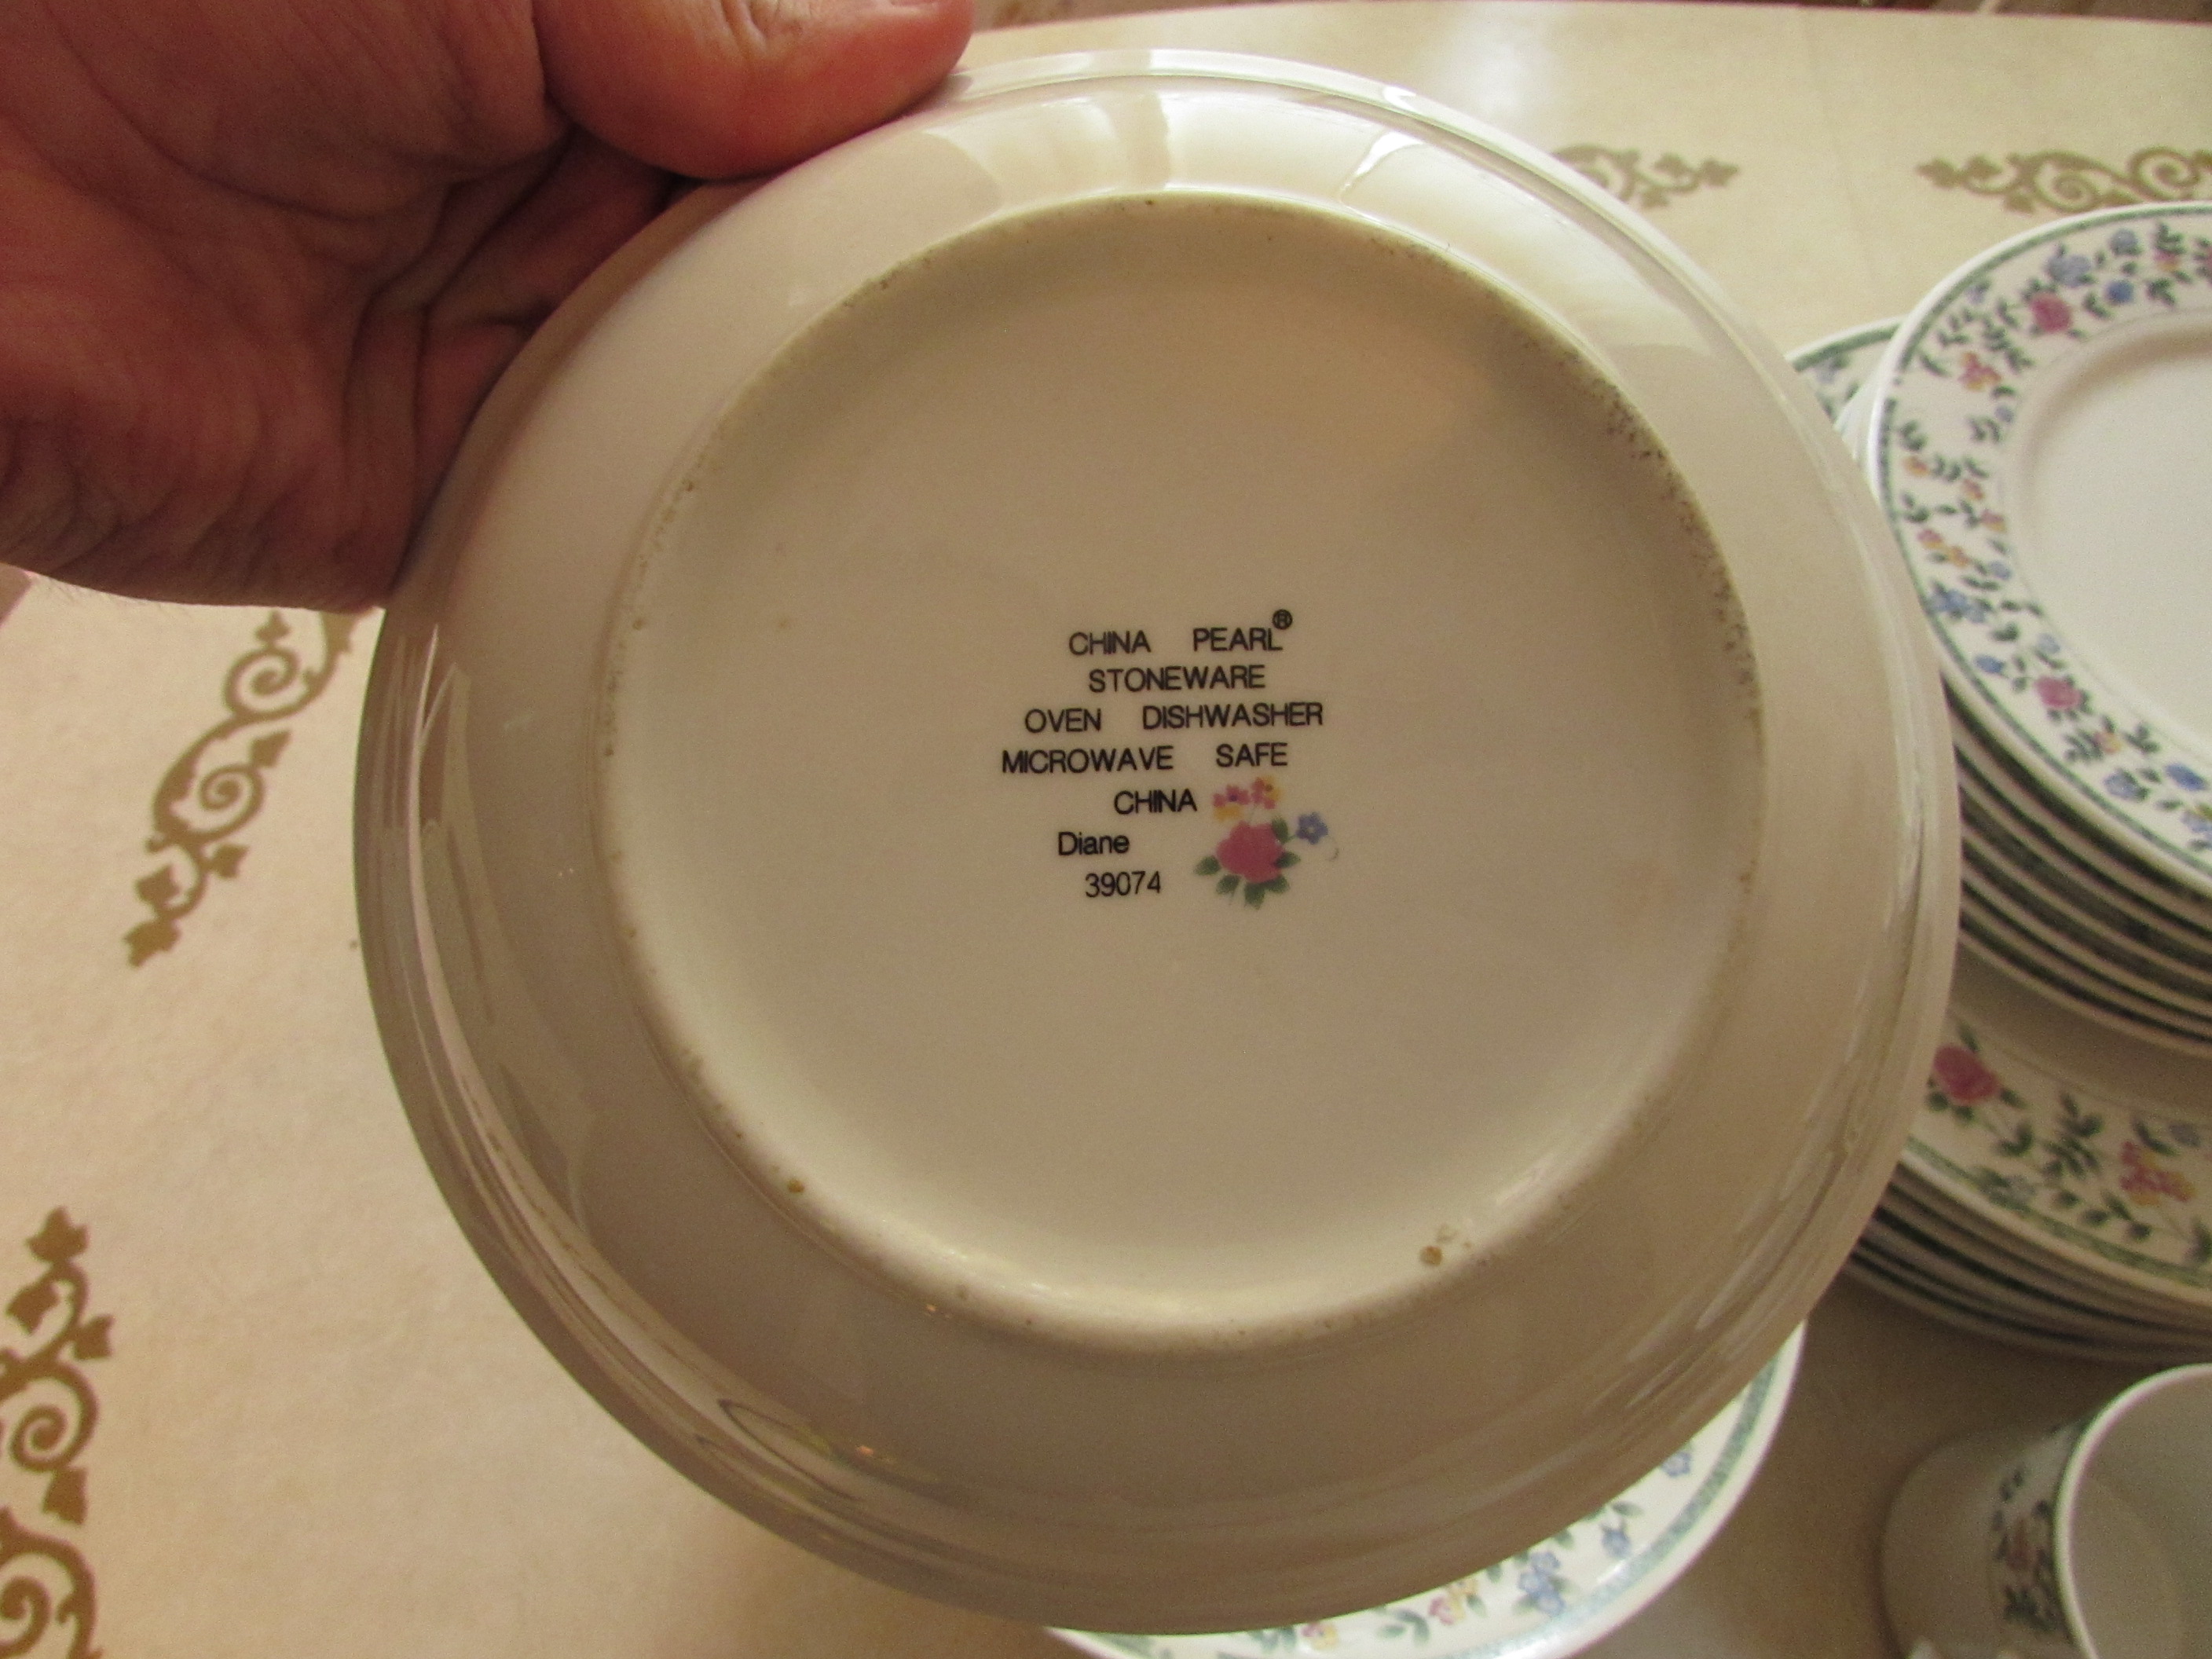 CHINA PEARL®
STONEWARE
OVEN DISHWASHER
MICROWAVE SAFE
CHINA
Diane
39074